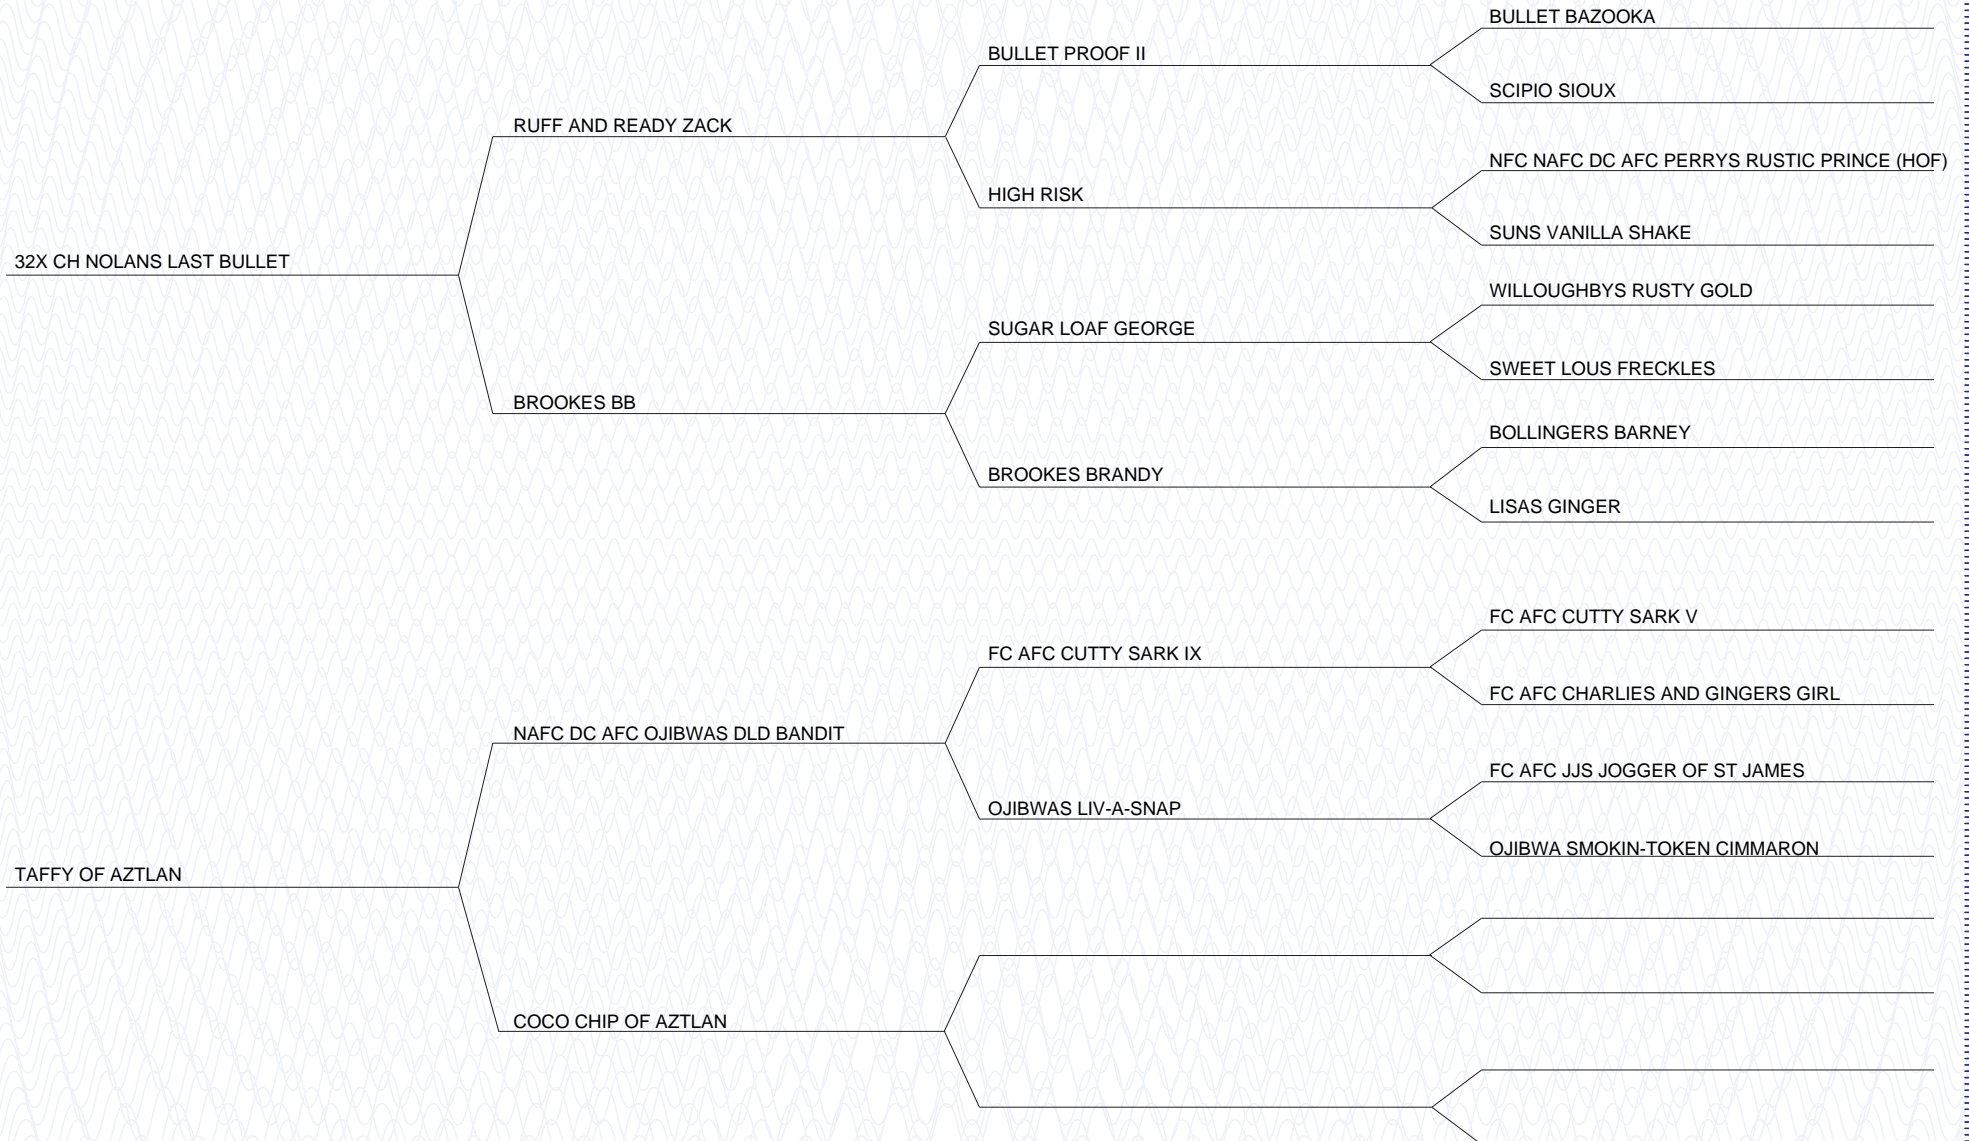 BULLET BAZOOKA
BULLET PROOF II
SCIPIO SIOUX
RUFF AND READY ZACK
NFC NAFC DC AFC PERRYS RUSTIC PRINCE (HOF)
HIGH RISK
SUNS VANILLA SHAKE
32X CH NOLANS LAST BULLET
WILLOUGHBYS RUSTY GOLD
SUGAR LOAF GEORGE
SWEET LOUS FRECKLES
BROOKES BB
BOLLINGERS BARNEY
BROOKES BRANDY
LISAS GINGER
FC AFC CUTTY SARK V
FC AFC CUTTY SARK IX
FC AFC CHARLIES AND GINGERS GIRL
NAFC DC AFC OJIBWAS DLD BANDIT
FC AFC JJS JOGGER OF ST JAMES
OJIBWAS LIV-A-SNAP
OJIBWA SMOKIN-TOKEN CIMMARON
TAFFY OF AZTLAN
COCO CHIP OF AZTLAN